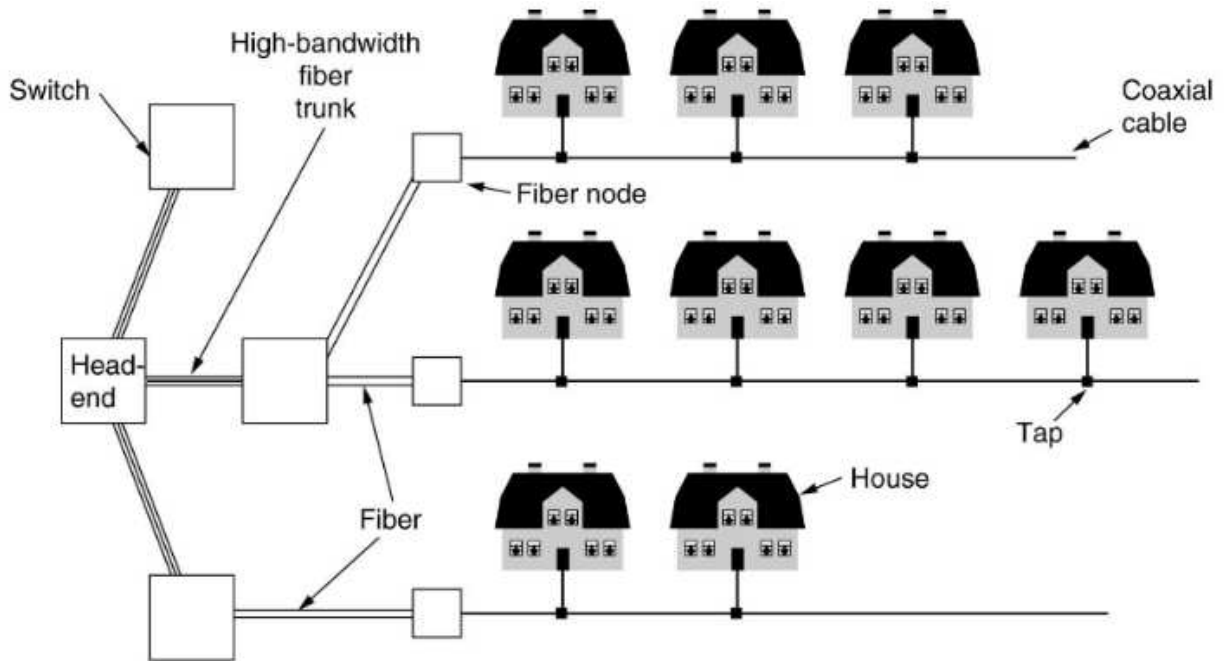 High-bandwidth
fiber
trunk
Switch
Coaxial
cable
Fiber node
Head-
end
Tap
House
Fiber